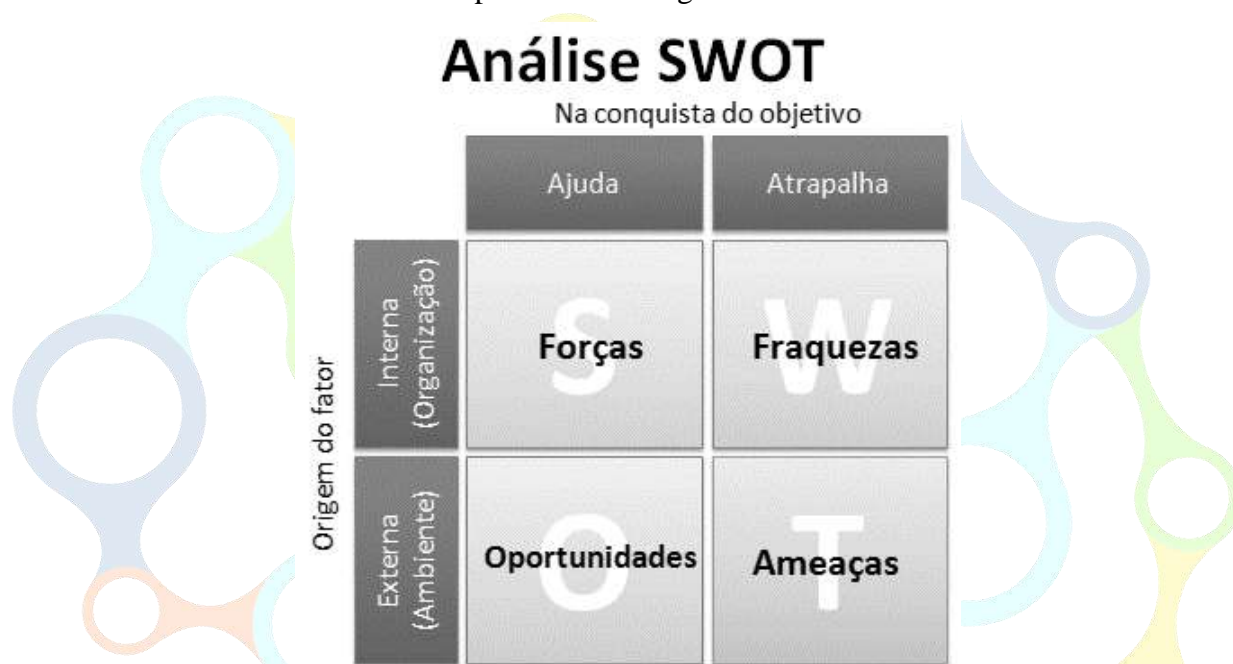 Análise SWOT
Na conquista do objetivo
Ajuda
Atrapalha
Origem do fator
Interna
(Organização)
S
Forças
W
Fraquezas
Externa
(Ambiente)
O
Oportunidades
T
Ameaças